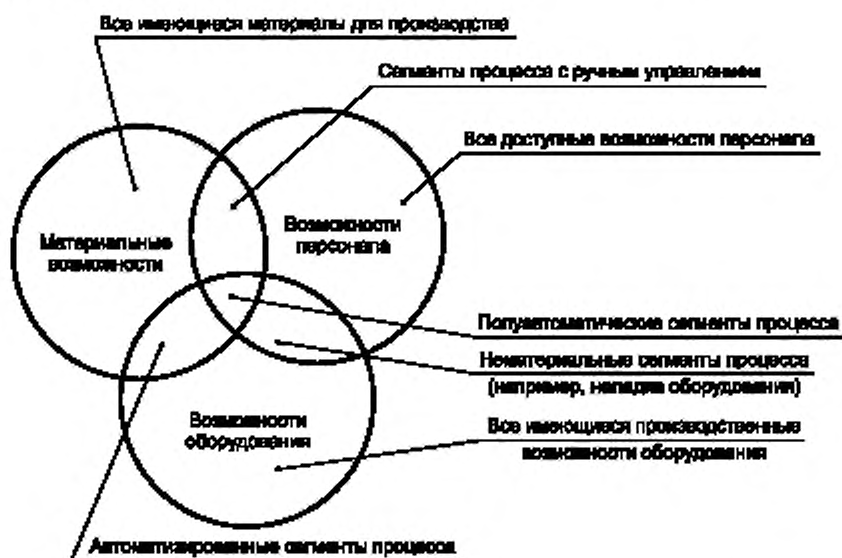 Все имеющиеся материалы для производства
Сегменты процесса с ручным управлением
Все доступные возможности персонала
Возможности
персонала
Материальные
возможности
Полуавтоматические сегменты процесса
Нематериальные сегменты процесса
(например, наладка оборудования)
Возможности
оборудования
Все имеющиеся производственные
возможности оборудования
Автоматизированные сегменты процесса